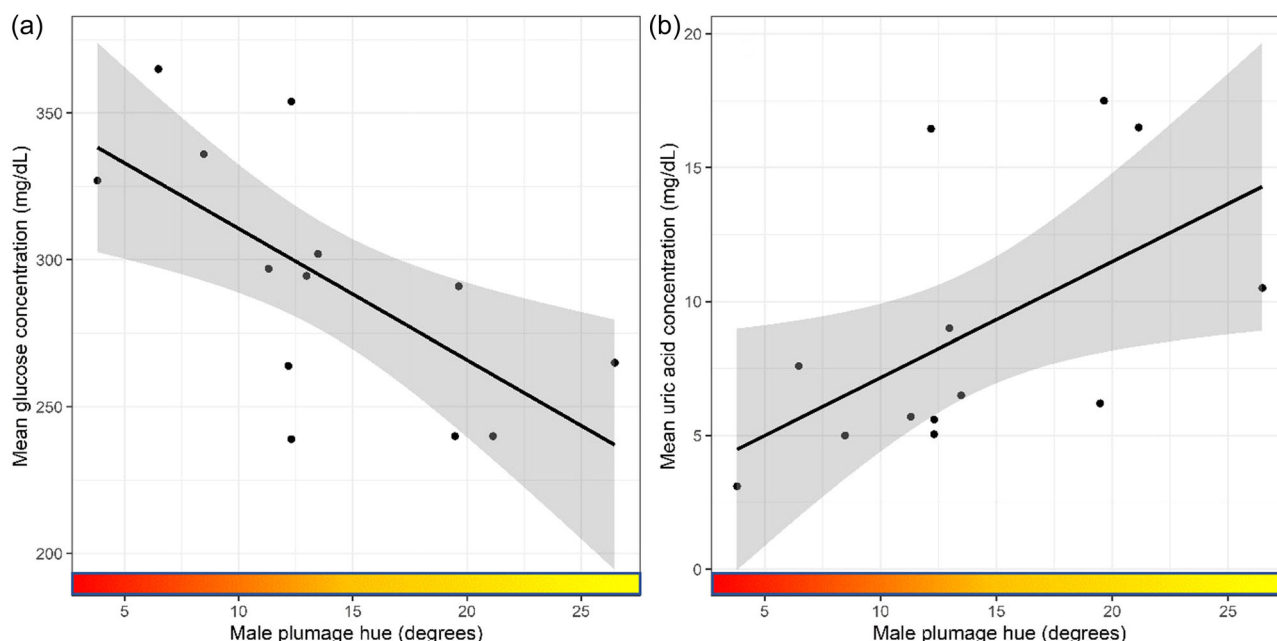 (a)
Mean glucose concentration (mg/dL)
350
300
250
200
5 10 15 20 25
Male plumage hue (degrees)
(b)
Mean uric acid concentration (mg/dL)
20
15
10
5
0
5 10 15 20 25
Male plumage hue (degrees)